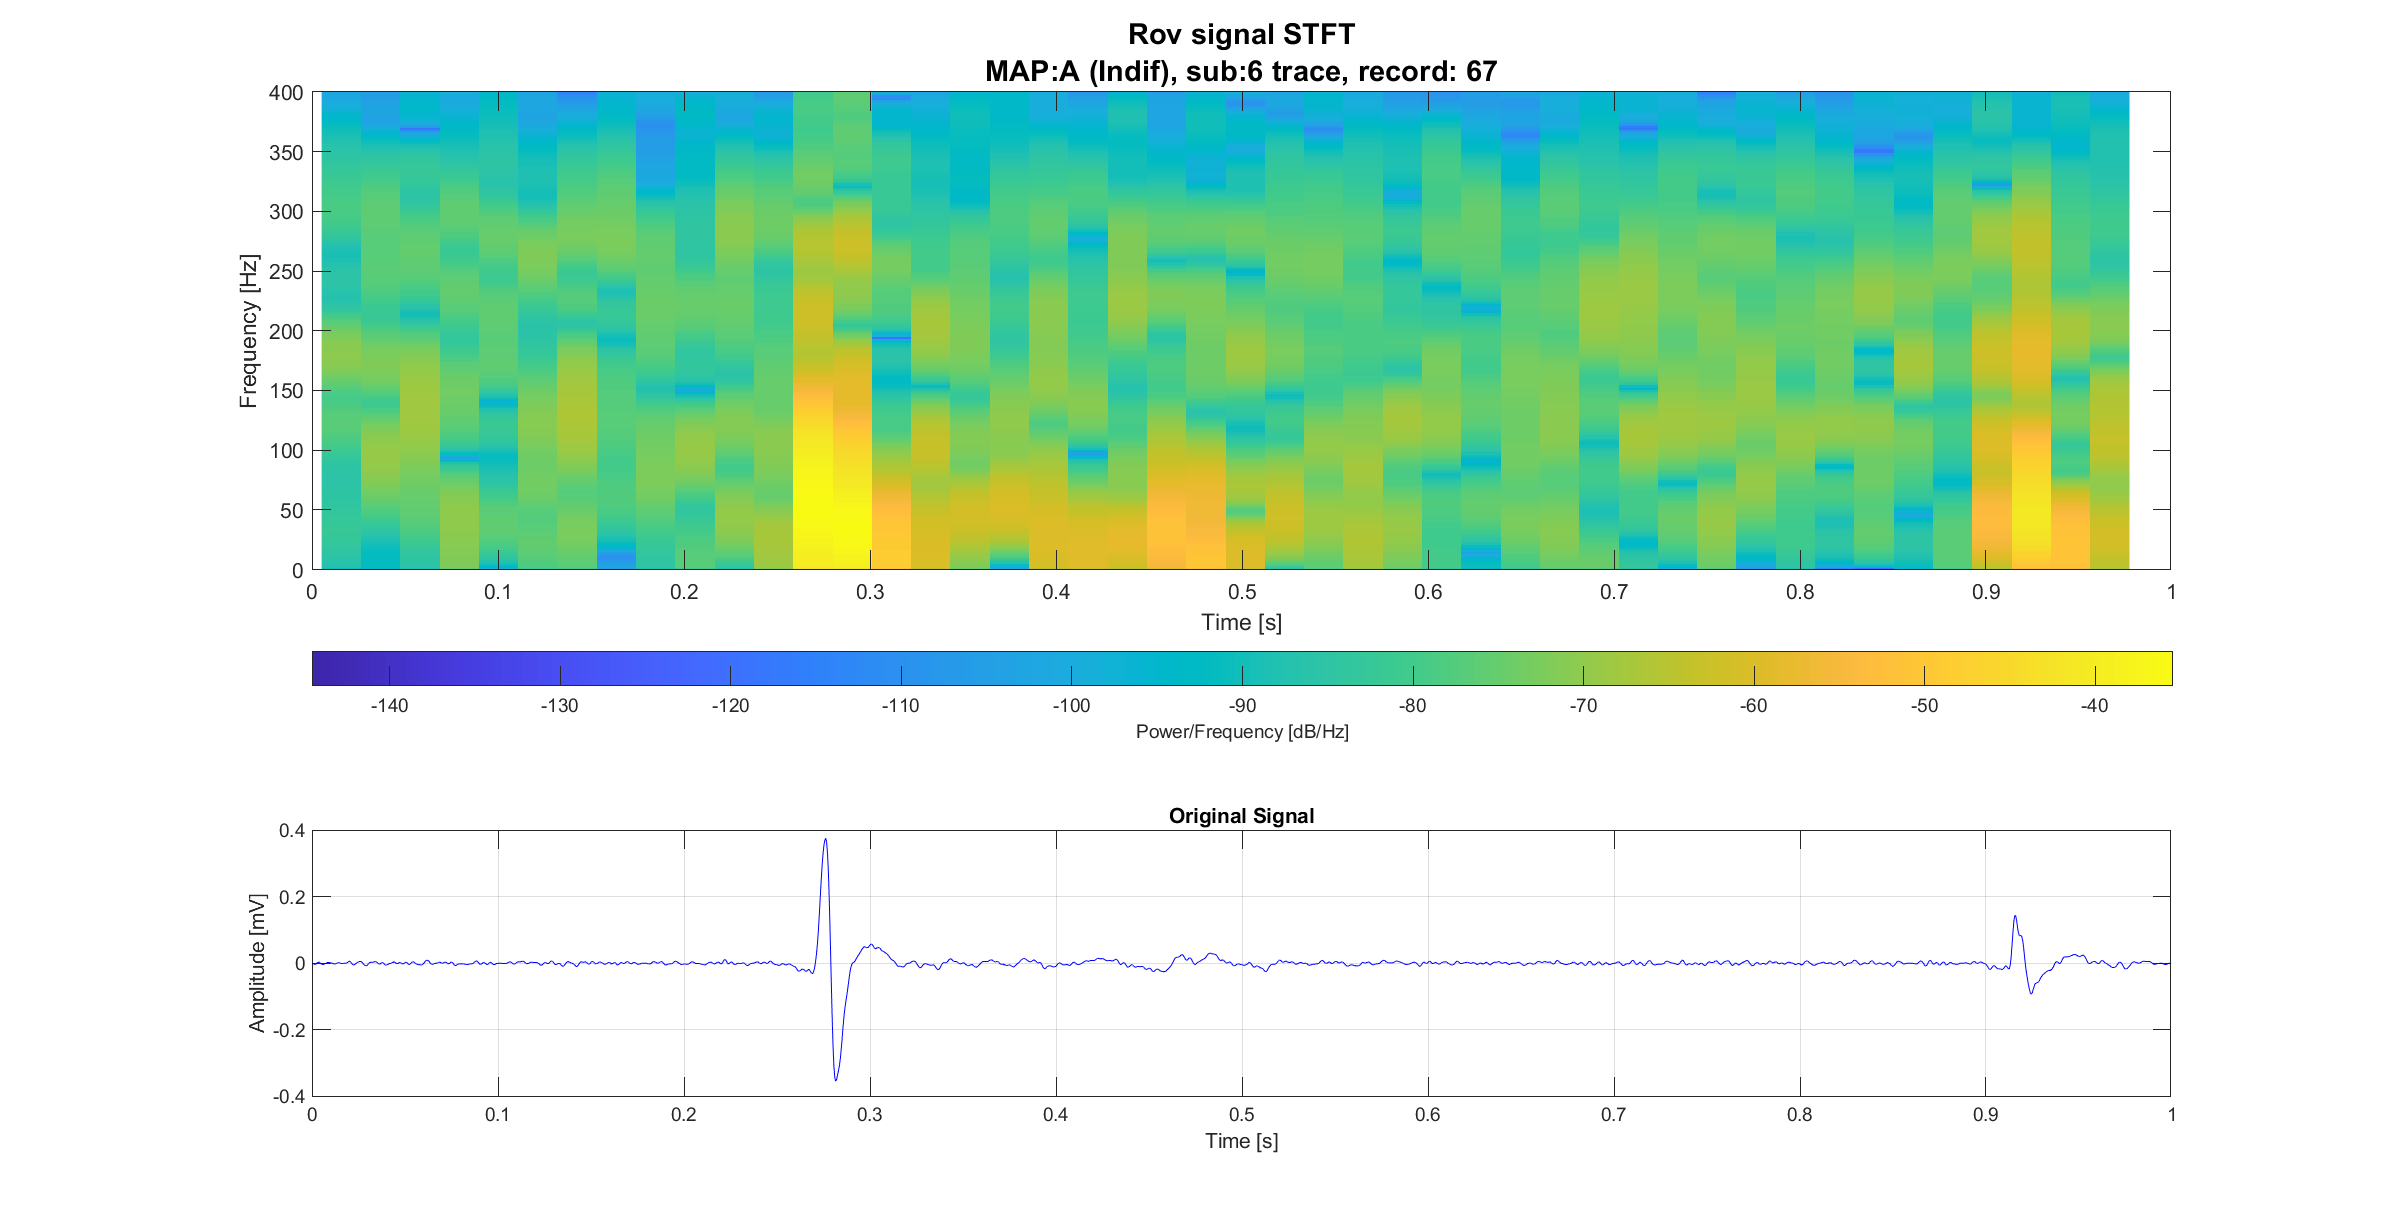 Rov signal STFT
MAP:A (Indif), sub:6 trace, record: 67
400
350
300
250
200
150
100
50
0
Frequency [Hz]
0 0.1 0.2 0.3 0.4 0.5 0.6 0.7 0.8 0.9 1
Time [s]
-140 -130 -120 -110 -100 -90 -80 -70 -60 -50 -40
Power/Frequency [dB/Hz]
Original Signal
0.4
0.2
0
-0.2
-0.4
Amplitude [mV]
0 0.1 0.2 0.3 0.4 0.5 0.6 0.7 0.8 0.9 1
Time [s]